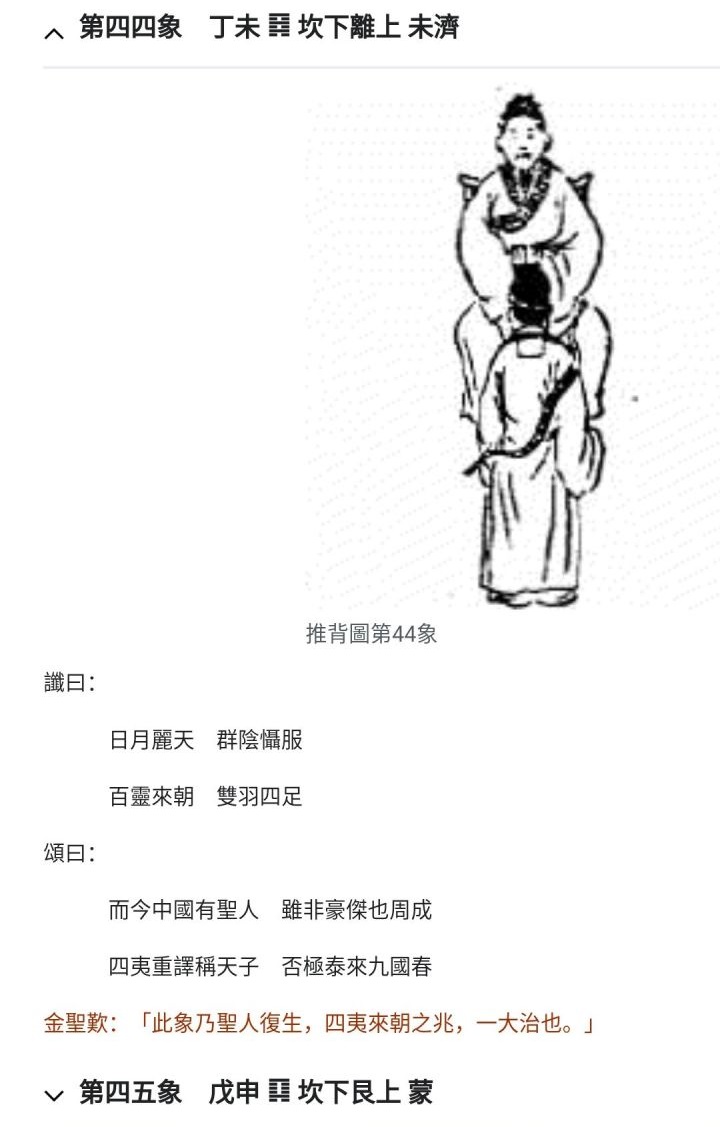 第四四象　丁未 ䷿ 坎下離上 未濟
推背圖第44象
讖曰：
日月麗天　群陰懾服
百靈來朝　雙羽四足
頌曰：
而今中國有聖人　雖非豪傑也周成
四夷重譯稱天子　否極泰來九國春
金聖歎：「此象乃聖人復生，四夷來朝之兆，一大治也。」
第四五象　戊申 ䷃ 坎下艮上 蒙